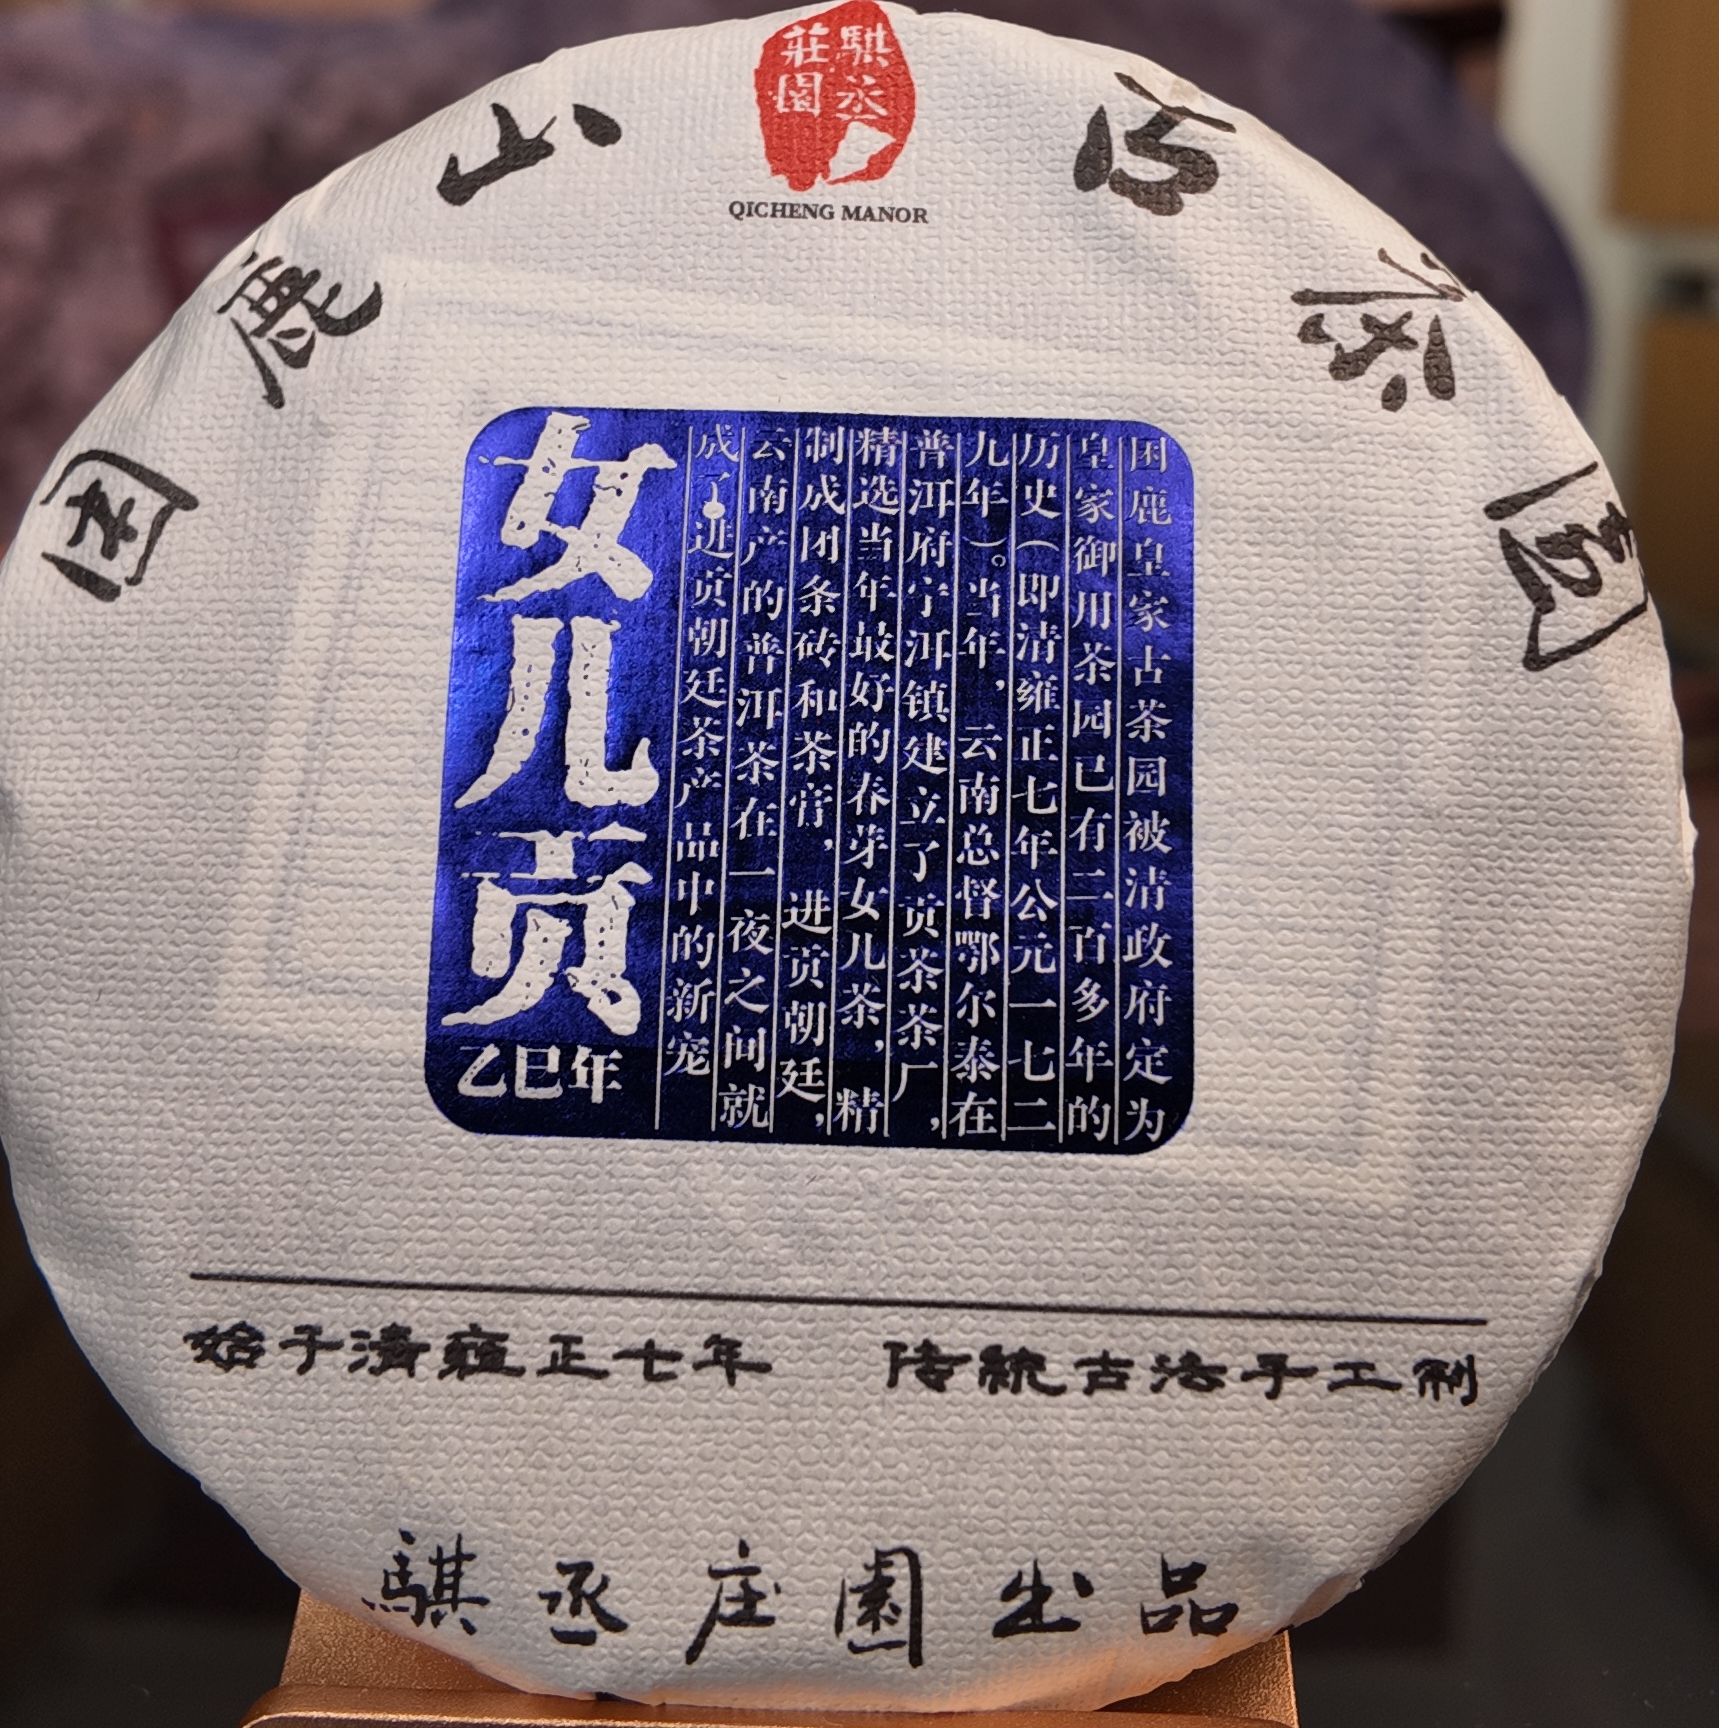 騏丞
莊園
QICHENG MANOR
困鹿山古茶園
困鹿皇家古茶园被清政府定为
皇家御用茶园已有二百多年的
历史（即清雍正七年公元一七二
九年）。当年，云南总督鄂尔泰在
普洱府宁洱镇建立了贡茶茶厂，
精选当年最好的春芽女儿茶，精
制成团条砖和茶膏，进贡朝廷，
云南产的普洱茶在一夜之间就
成了进贡朝廷茶产品中的新宠
女儿贡
乙巳年
始于清雍正七年 传統古法手工制
騏丞庄園出品